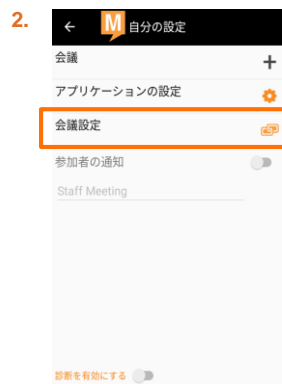 2.
← M 自分の設定
会議 +
アプリケーションの設定
会議設定
参加者の通知
Staff Meeting
診断を有効にする